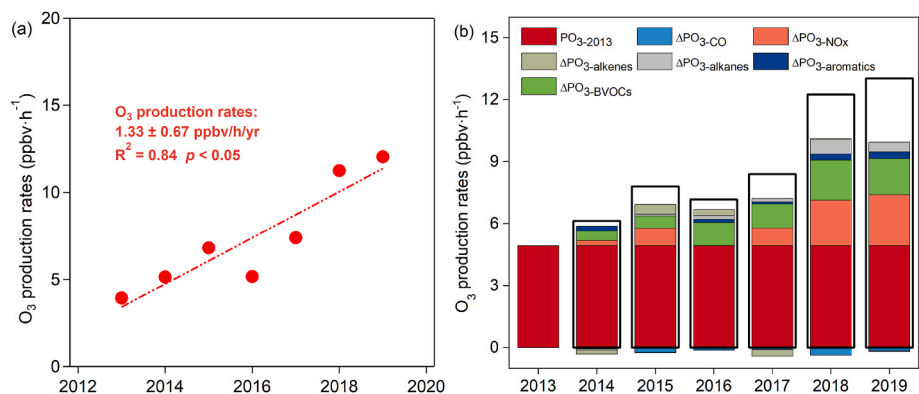 (a)
O3 production rates (ppbv·h-1)
20
15
10
5
0
O3 production rates:
1.33 ± 0.67 ppbv/h/yr
R2 = 0.84 p < 0.05
2012 2014 2016 2018 2020
(b)
O3 production rates (ppbv·h-1)
15
12
9
6
3
0
PO3-2013 ΔPO3-CO ΔPO3-NOx
ΔPO3-alkenes ΔPO3-alkanes ΔPO3-aromatics
ΔPO3-BVOCs
2013 2014 2015 2016 2017 2018 2019